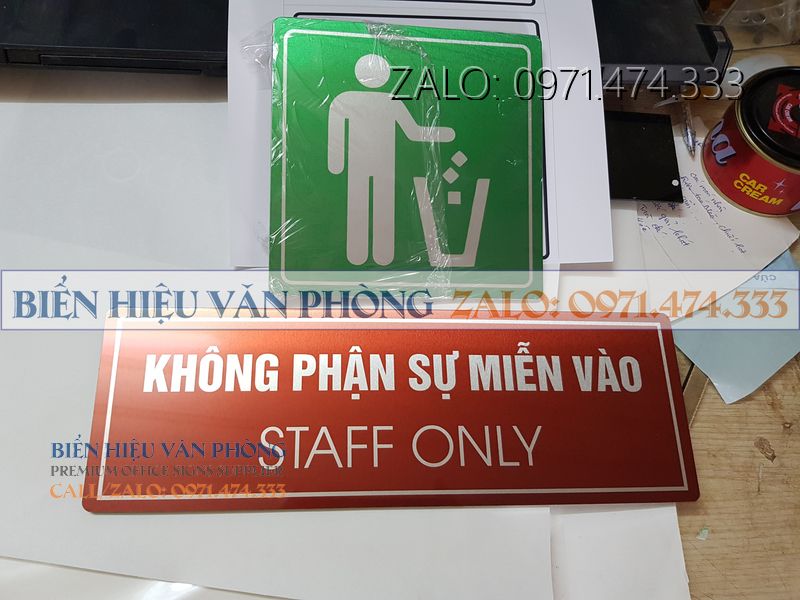 ZALO: 0971.474.333
CAR
CREAM
BIỂN HIỆU VĂN PHÒNG ZALO: 0971.474.333
KHÔNG PHẬN SỰ MIỄN VÀO
STAFF ONLY
BIỂN HIỆU VĂN PHÒNG
PREMIUM OFFICE SIGNS SUPPLIER
CALL/ZALO: 0971.474.333